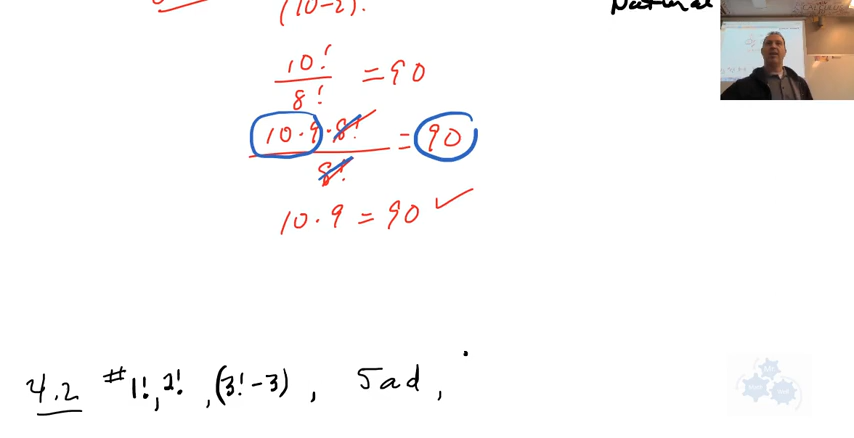 (10-2)!
Natural
10!
8!
= 90
10·9·8!
8!
= 90
10·9 = 90 ✓
4.2 # 1!, 2!, (3!-3), 5ad,